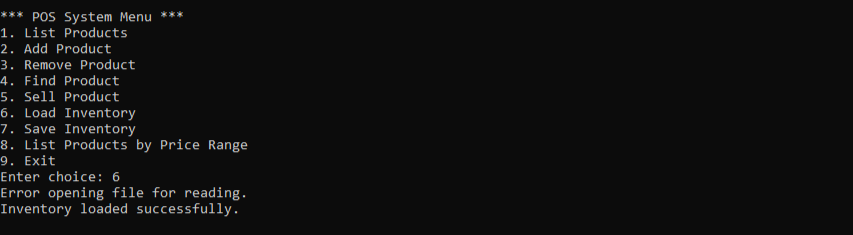 *** POS System Menu ***
1. List Products
2. Add Product
3. Remove Product
4. Find Product
5. Sell Product
6. Load Inventory
7. Save Inventory
8. List Products by Price Range
9. Exit
Enter choice: 6
Error opening file for reading.
Inventory loaded successfully.